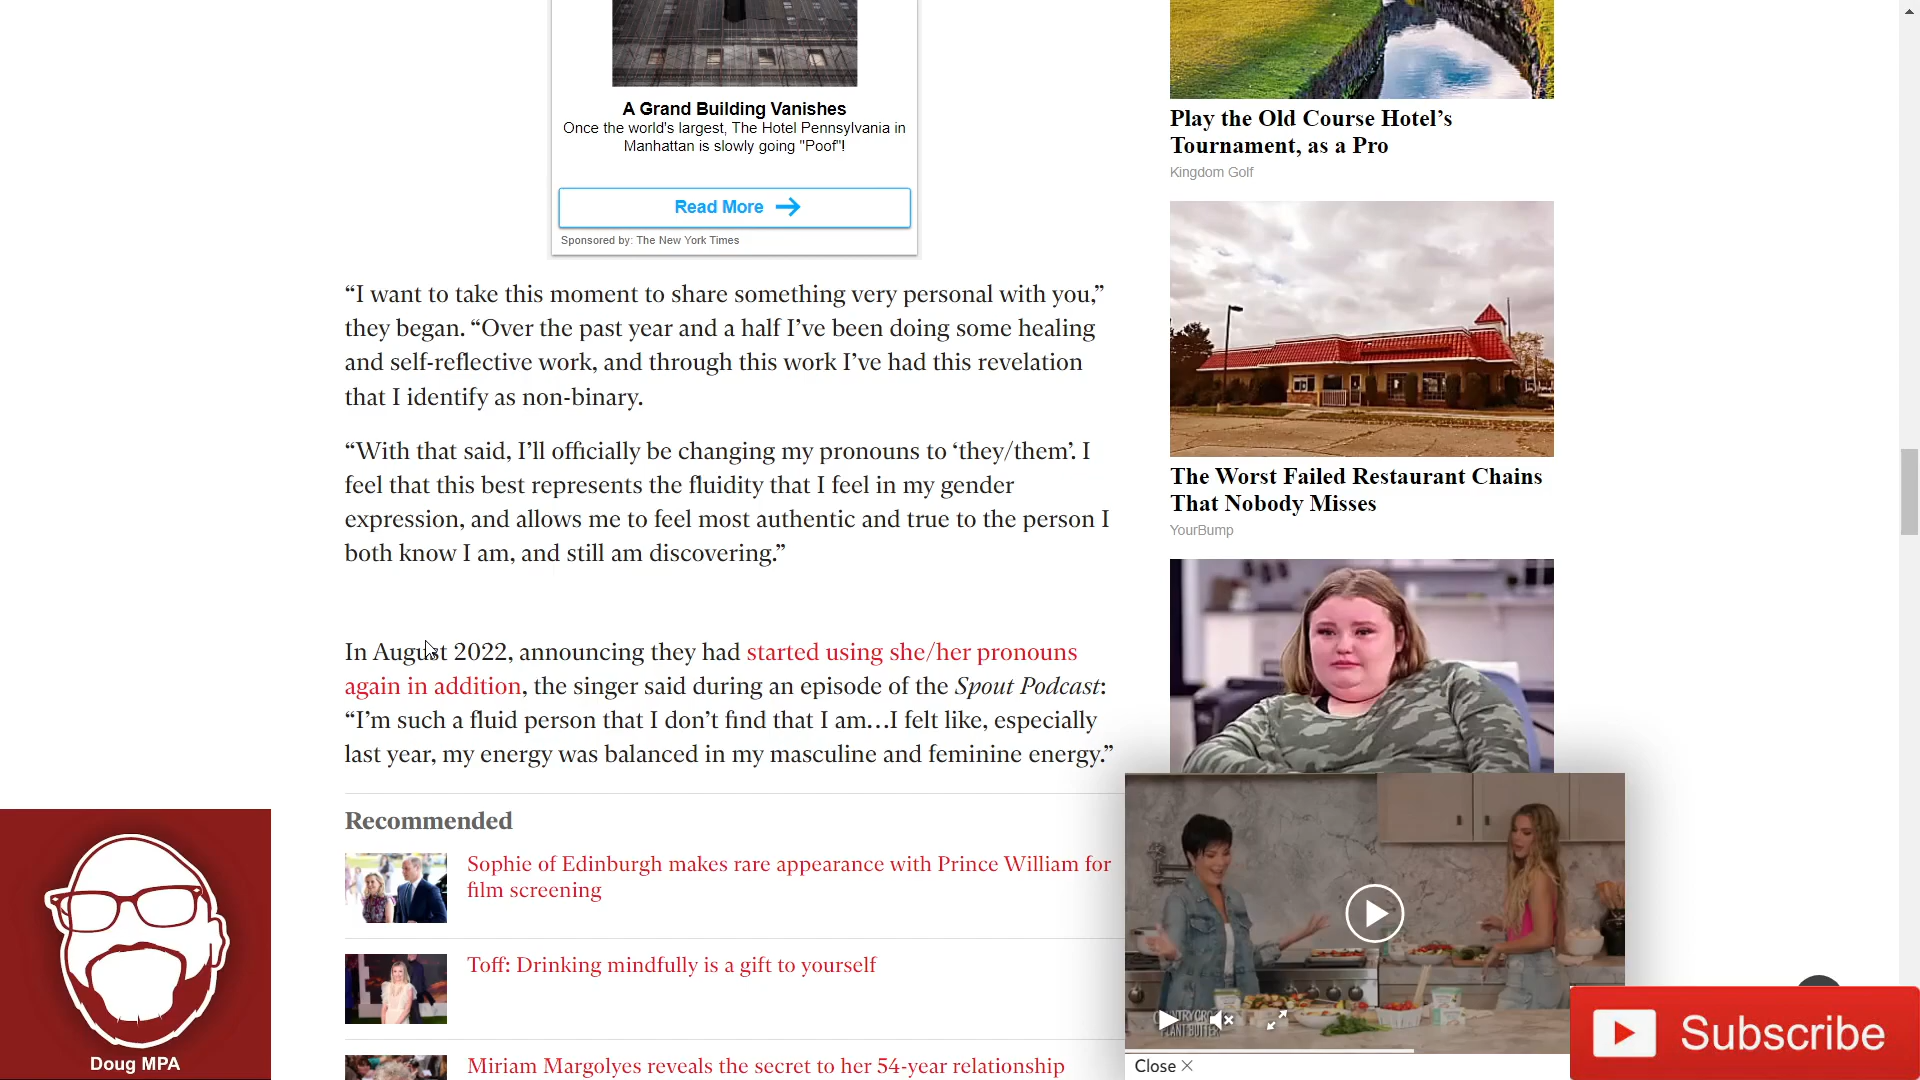 A Grand Building Vanishes
Once the world's largest, The Hotel Pennsylvania in
Manhattan is slowly going "Poof"!
Read More
Sponsored by: The New York Times
“I want to take this moment to share something very personal with you,”
they began. “Over the past year and a half I’ve been doing some healing
and self-reflective work, and through this work I’ve had this revelation
that I identify as non-binary.
“With that said, I’ll officially be changing my pronouns to ‘they/them’. I
feel that this best represents the fluidity that I feel in my gender
expression, and allows me to feel most authentic and true to the person I
both know I am, and still am discovering.”
In August 2022, announcing they had started using she/her pronouns
again in addition, the singer said during an episode of the Spout Podcast:
“I’m such a fluid person that I don’t find that I am…I felt like, especially
last year, my energy was balanced in my masculine and feminine energy.”
Recommended
Sophie of Edinburgh makes rare appearance with Prince William for
film screening
Toff: Drinking mindfully is a gift to yourself
Miriam Margolyes reveals the secret to her 54-year relationship
Play the Old Course Hotel’s
Tournament, as a Pro
Kingdom Golf
The Worst Failed Restaurant Chains
That Nobody Misses
YourBump
PLANT BUTTER
Close
Doug MPA
Subscribe